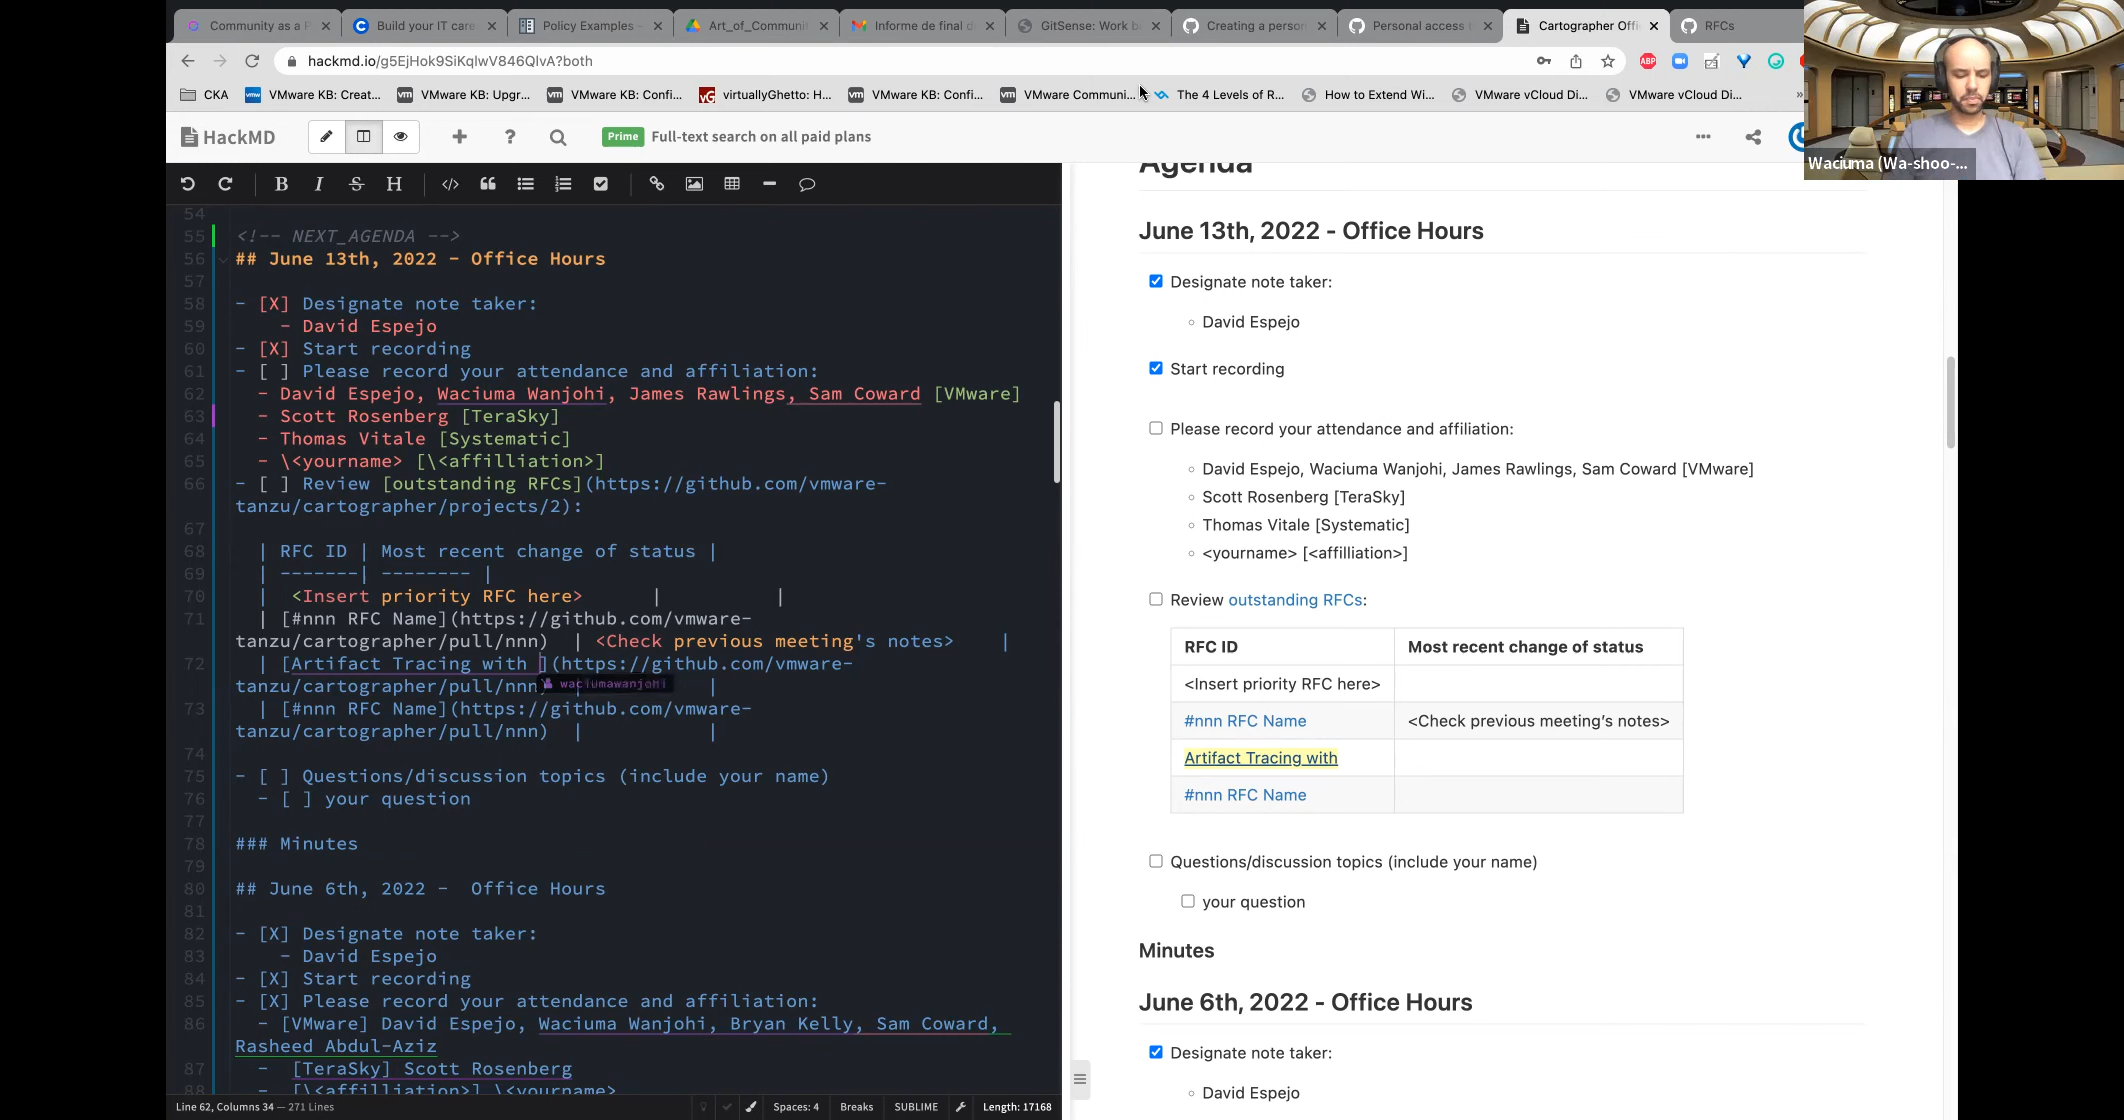 Community as a P
Build your IT care
Policy Examples -
Art_of_Communi
Informe de final d
GitSense: Work b
Creating a person
Personal access t
Cartographer Offi
RFCs
hackmd.io/g5EjHok9SiKqIwV846QlvA?both
CKA
VMware KB: Creat...
VMware KB: Upgr...
VMware KB: Confi...
virtuallyGhetto: H...
VMware KB: Confi...
VMware Communi...
The 4 Levels of R...
How to Extend Wi...
VMware vCloud Di...
VMware vCloud Di...
»
ABP
HackMD
Prime Full-text search on all paid plans
Waciuma (Wa-shoo-...
54
55 <!-- NEXT_AGENDA -->
56 ## June 13th, 2022 - Office Hours
57
58 - [X] Designate note taker:
59 - David Espejo
60 - [X] Start recording
61 - [ ] Please record your attendance and affiliation:
62 - David Espejo, Waciuma Wanjohi, James Rawlings, Sam Coward [VMware]
63 - Scott Rosenberg [TeraSky]
64 - Thomas Vitale [Systematic]
65 - \<yourname> [\<affilliation>]
66 - [ ] Review [outstanding RFCs](https://github.com/vmware-
tanzu/cartographer/projects/2):
67
68 | RFC ID | Most recent change of status |
69 | -------| -------- |
70 | <Insert priority RFC here> | |
71 | [#nnn RFC Name](https://github.com/vmware-
tanzu/cartographer/pull/nnn) | <Check previous meeting's notes> |
72 | [Artifact Tracing with ](https://github.com/vmware-
tanzu/cartographer/pull/nnn) | |
waciumawanjohi
73 | [#nnn RFC Name](https://github.com/vmware-
tanzu/cartographer/pull/nnn) | |
74
75 - [ ] Questions/discussion topics (include your name)
76 - [ ] your question
77
78 ### Minutes
79
80 ## June 6th, 2022 - Office Hours
81
82 - [X] Designate note taker:
83 - David Espejo
84 - [X] Start recording
85 - [X] Please record your attendance and affiliation:
86 - [VMware] David Espejo, Waciuma Wanjohi, Bryan Kelly, Sam Coward,
Rasheed Abdul-Aziz
87 - [TeraSky] Scott Rosenberg
88 - [\<affilliation>] \<yourname>
Line 62, Columns 34 — 271 Lines
Spaces: 4
Breaks
SUBLIME
Length: 17168
Agenda
June 13th, 2022 - Office Hours
Designate note taker:
David Espejo
Start recording
Please record your attendance and affiliation:
David Espejo, Waciuma Wanjohi, James Rawlings, Sam Coward [VMware]
Scott Rosenberg [TeraSky]
Thomas Vitale [Systematic]
<yourname> [<affilliation>]
Review outstanding RFCs:
RFC ID Most recent change of status
<Insert priority RFC here>
#nnn RFC Name <Check previous meeting’s notes>
Artifact Tracing with
#nnn RFC Name
Questions/discussion topics (include your name)
your question
Minutes
June 6th, 2022 - Office Hours
Designate note taker:
David Espejo